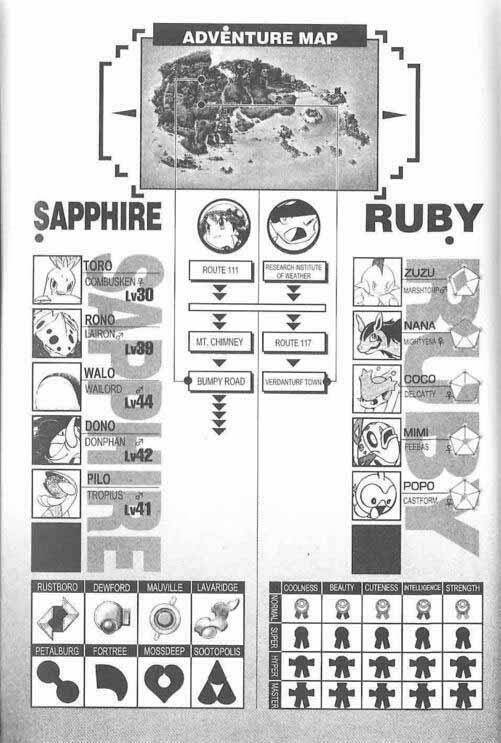 ADVENTURE MAP
SAPPHIRE
RUBY
TORO
COMBUSKEN ♀
Lv30
RONO
LAIRON ♂
Lv39
WALO
WAILORD ♂
Lv44
DONO
DONPHAN ♂
Lv42
PILO
TROPIUS ♂
Lv41
SAPPHIRE
ROUTE 111
MT. CHIMNEY
BUMPY ROAD
RESEARCH INSTITUTE
OF WEATHER
ROUTE 117
VERDANTURF TOWN
ZUZU
MARSHTOMP ♂
NANA
MIGHTYENA ♀
COCO
DELCATTY ♀
MIMI
FEEBAS ♀
POPO
CASTFORM ♀
RUBY
RUSTBORO DEWFORD MAUVILLE LAVARIDGE
PETALBURG FORTREE MOSSDEEP SOOTOPOLIS
COOLNESS BEAUTY CUTENESS INTELLIGENCE STRENGTH
NORMAL
SUPER
HYPER
MASTER